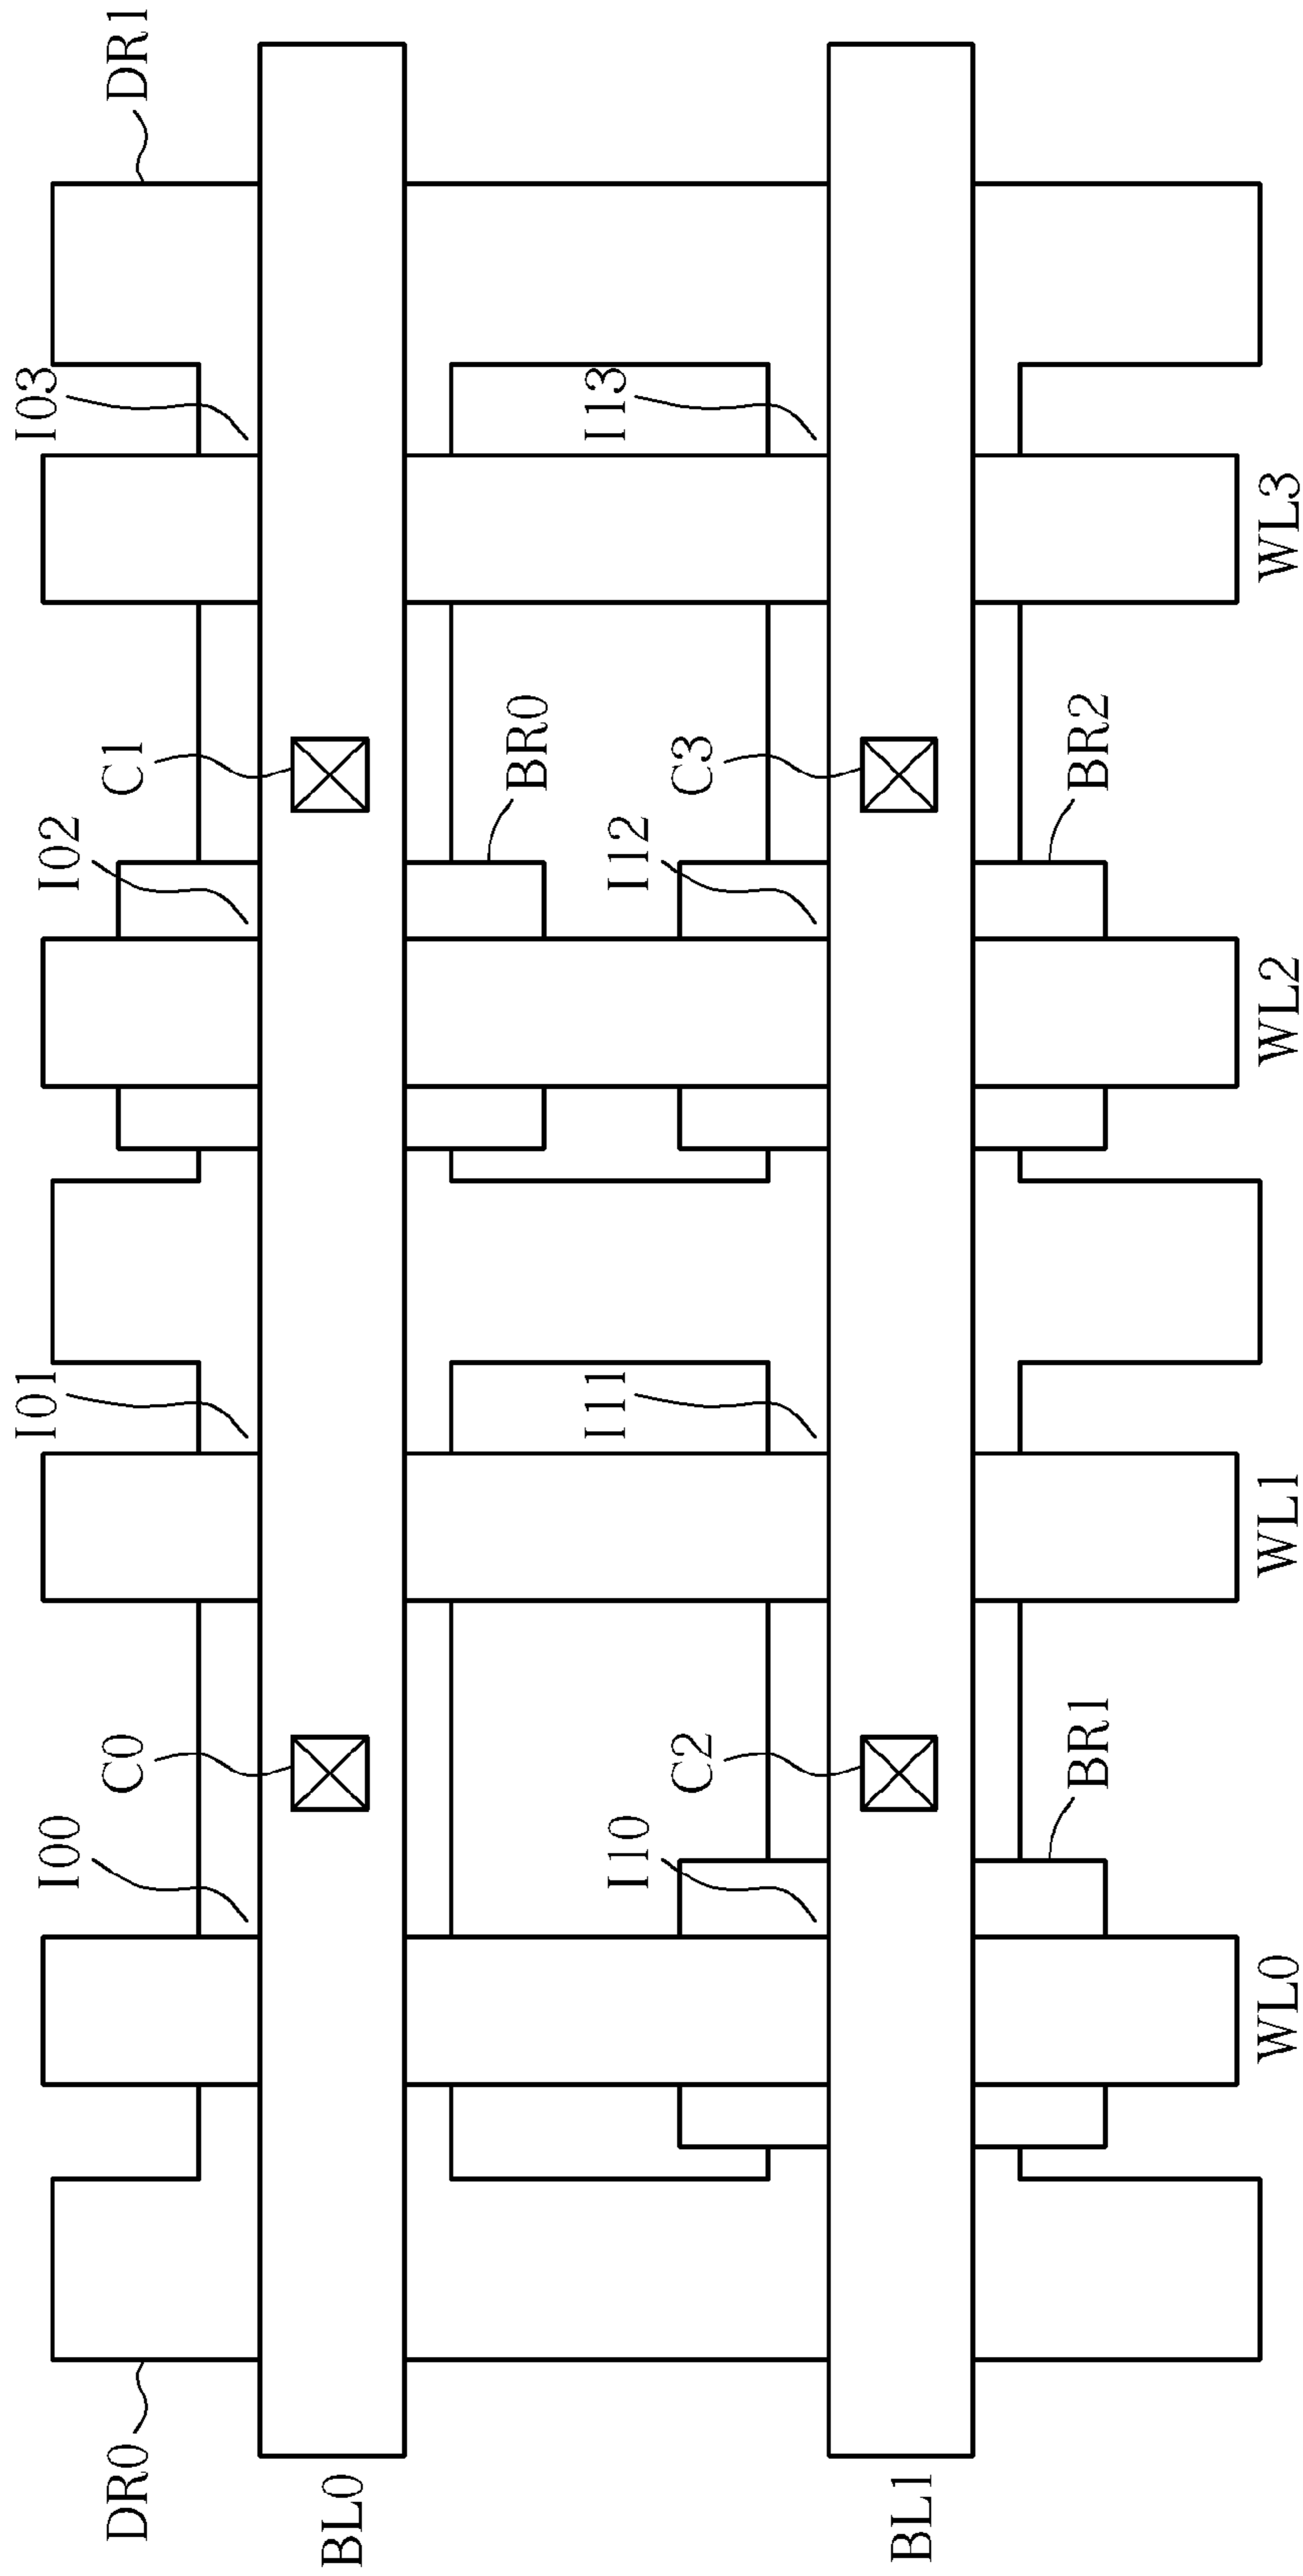 I00
I01
I02
I03
DR0
C0
C1
DR1
BL0
BR0
I10
I11
I12
I13
C2
C3
BL1
BR1
BR2
WL0
WL1
WL2
WL3